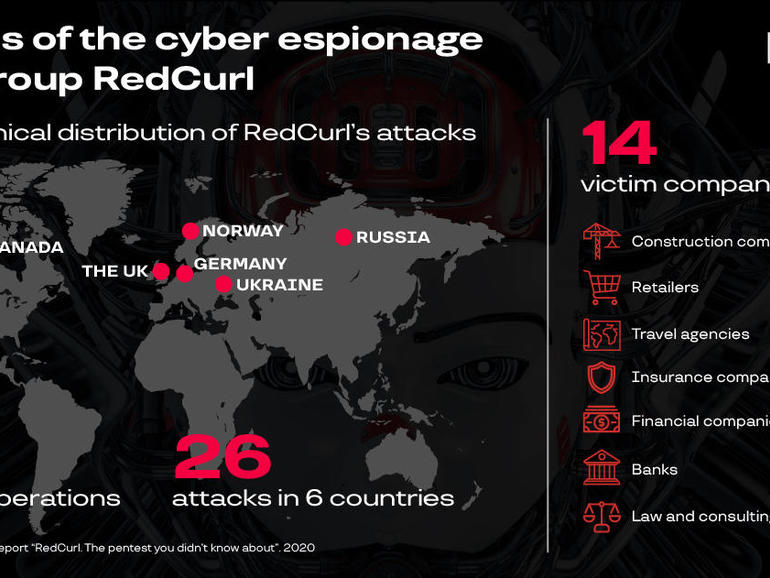 s of the cyber espionage
roup RedCurl
nical distribution of RedCurl's attacks
NORWAY
RUSSIA
ANADA
THE UK
GERMANY
UKRAINE
26
perations
attacks in 6 countries
eport "RedCurl. The pentest you didn't know about". 2020
14
victim compan
Construction com
Retailers
Travel agencies
Insurance compa
Financial companie
Banks
Law and consulting